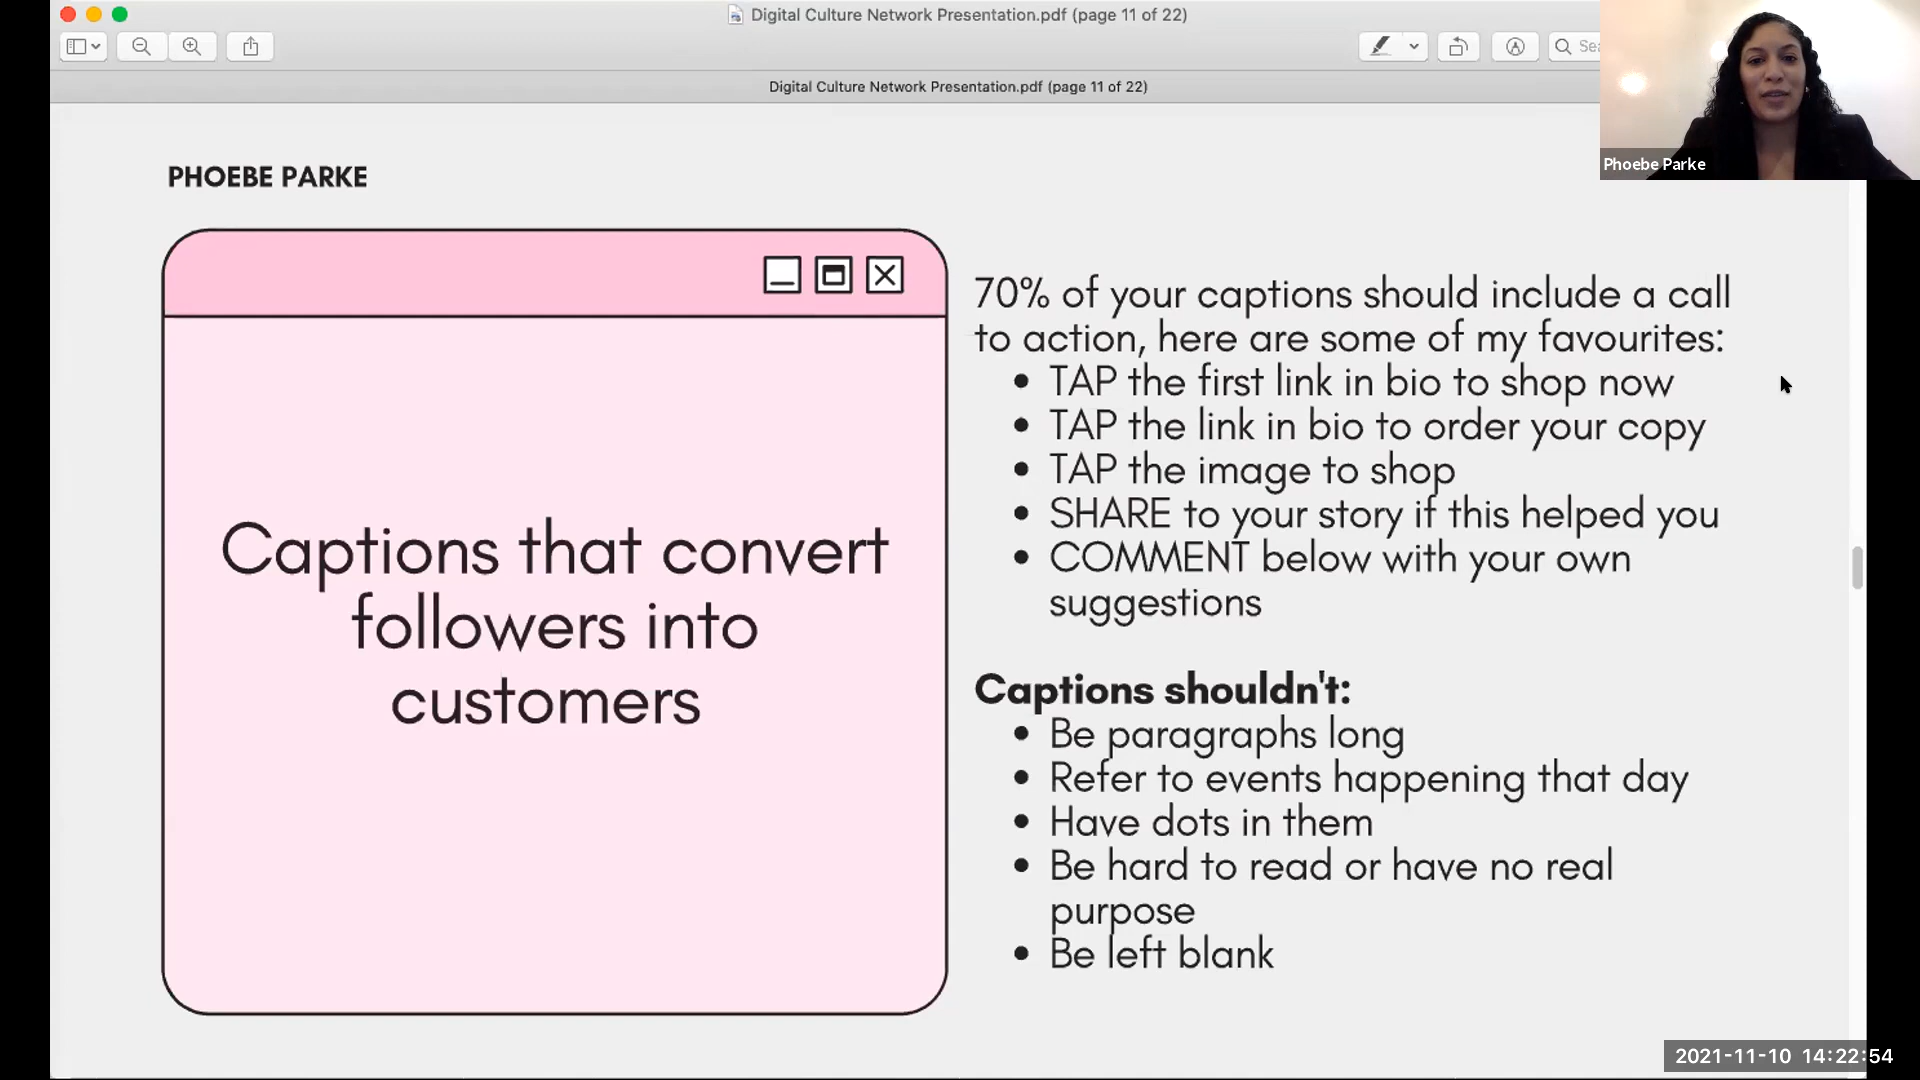 Digital Culture Network Presentation.pdf (page 11 of 22)
Digital Culture Network Presentation.pdf (page 11 of 22)
Phoebe Parke
PHOEBE PARKE
Captions that convert
followers into
customers
70% of your captions should include a call
to action, here are some of my favourites:
• TAP the first link in bio to shop now
• TAP the link in bio to order your copy
• TAP the image to shop
• SHARE to your story if this helped you
• COMMENT below with your own
suggestions
Captions shouldn't:
• Be paragraphs long
• Refer to events happening that day
• Have dots in them
• Be hard to read or have no real
purpose
• Be left blank
2021-11-10 14:22:54